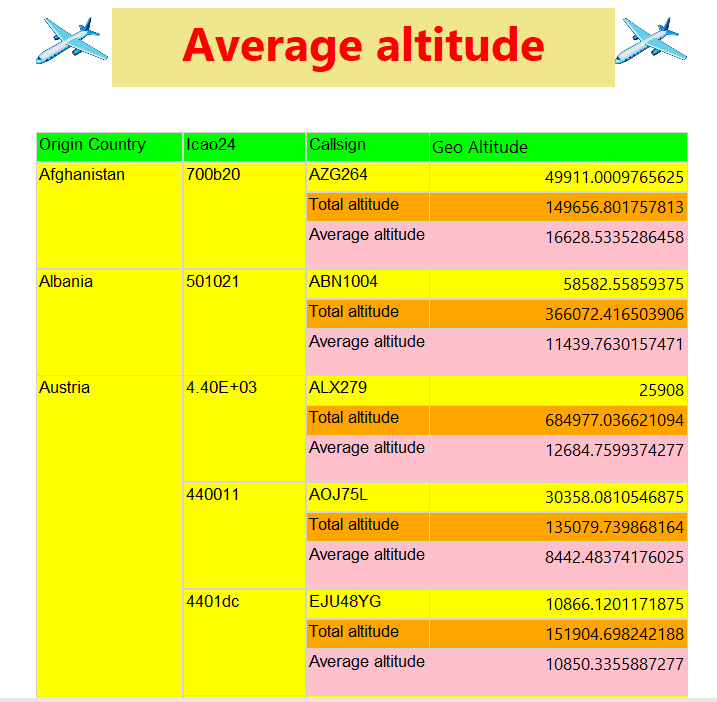 Average altitude
Origin Country Icao24 Callsign Geo Altitude
Afghanistan 700b20 AZG264 49911.0009765625
Total altitude 149656.801757813
Average altitude 16628.5335286458
Albania 501021 ABN1004 58582.55859375
Total altitude 366072.416503906
Average altitude 11439.7630157471
Austria 4.40E+03 ALX279 25908
Total altitude 684977.036621094
Average altitude 12684.7599374277
440011 AOJ75L 30358.0810546875
Total altitude 135079.739868164
Average altitude 8442.48374176025
4401dc EJU48YG 10866.1201171875
Total altitude 151904.698242188
Average altitude 10850.3355887277